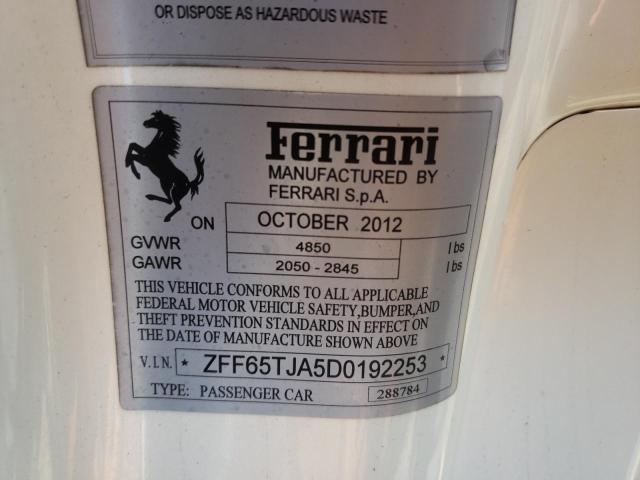 OR DISPOSE AS HAZARDOUS WASTE
Ferrari
MANUFACTURED BY
FERRARI S.p.A.
ON OCTOBER 2012
GVWR 4850 lbs
GAWR 2050 - 2845 lbs
THIS VEHICLE CONFORMS TO ALL APPLICABLE
FEDERAL MOTOR VEHICLE SAFETY,BUMPER,AND
THEFT PREVENTION STANDARDS IN EFFECT ON
THE DATE OF MANUFACTURE SHOWN ABOVE
V.I.N. * ZFF65TJA5D0192253 *
TYPE: PASSENGER CAR 288784